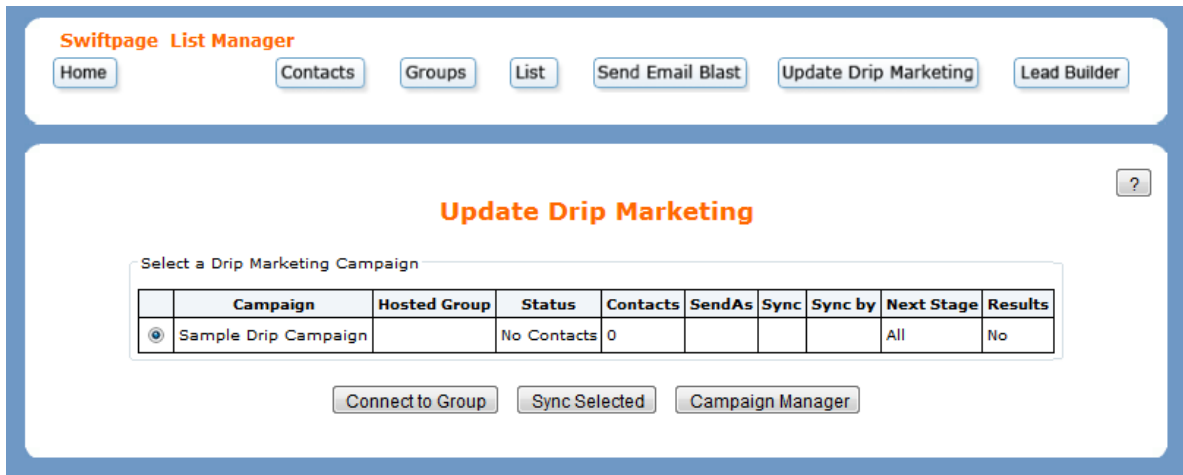 Swiftpage List Manager
Home Contacts Groups List Send Email Blast Update Drip Marketing Lead Builder
?
Update Drip Marketing
Select a Drip Marketing Campaign
Campaign Hosted Group Status Contacts SendAs Sync Sync by Next Stage Results
Sample Drip Campaign No Contacts 0 All No
Connect to Group Sync Selected Campaign Manager